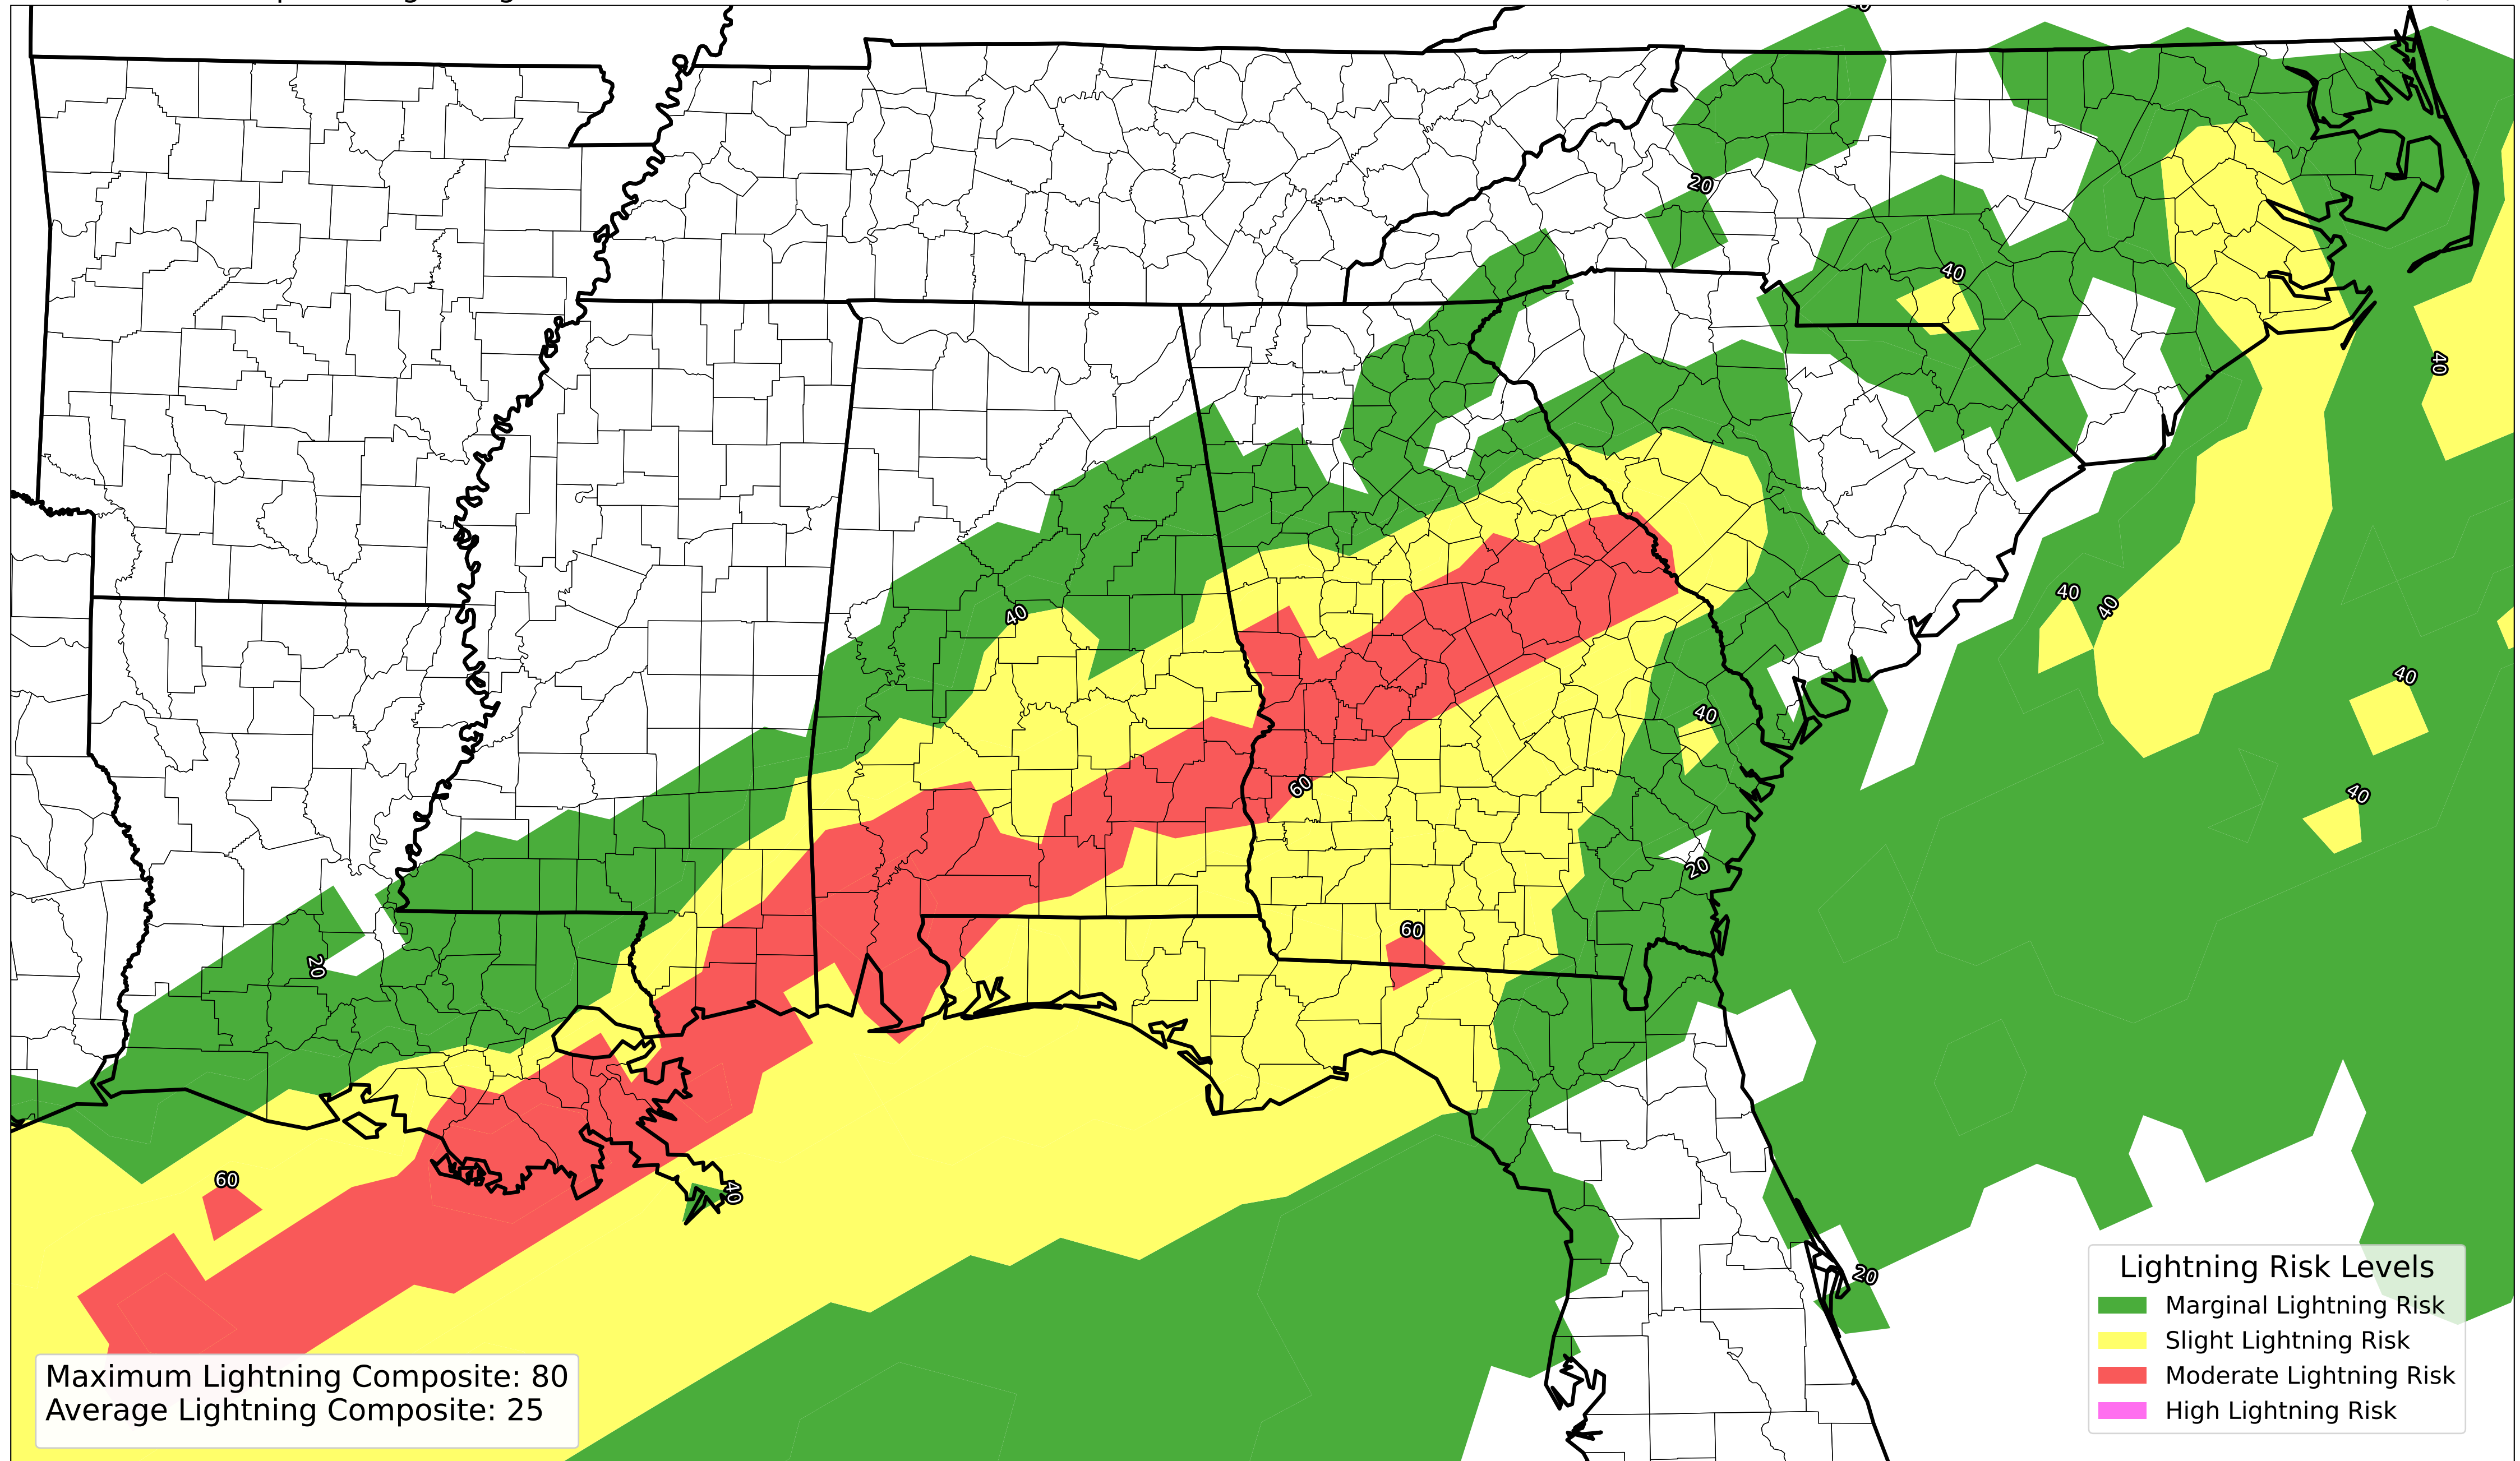 20
40
40
40
40
40
40
40
60
20
40
60
20
60
40
20
Lightning Risk Levels
Marginal Lightning Risk
Slight Lightning Risk
Moderate Lightning Risk
High Lightning Risk
Maximum Lightning Composite: 80
Average Lightning Composite: 25